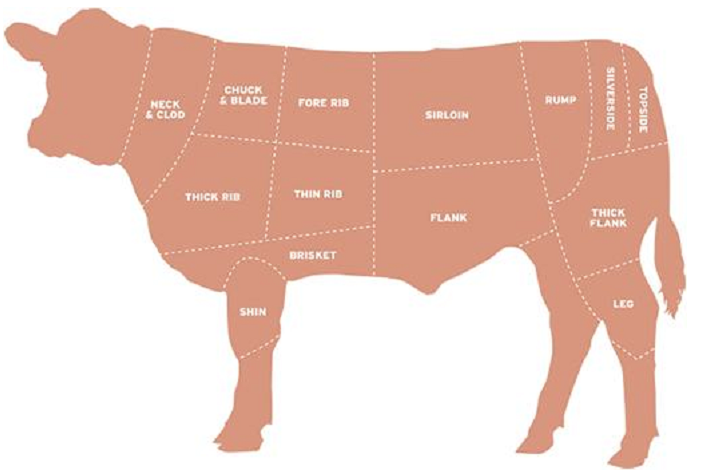 NECK
& CLOD
CHUCK
& BLADE
FORE RIB
SIRLOIN
RUMP
SILVERSIDE
TOPSIDE
THICK RIB
THIN RIB
FLANK
THICK
FLANK
BRISKET
SHIN
LEG